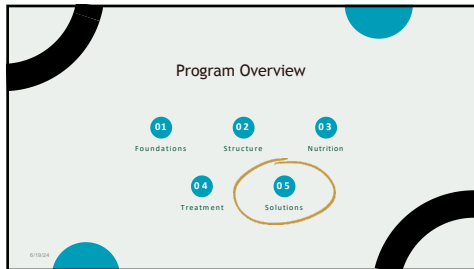 Program Overview
01
02
03
Foundations
Structure
Nutrition
04
05
Treatment
Solutions
6/19/24